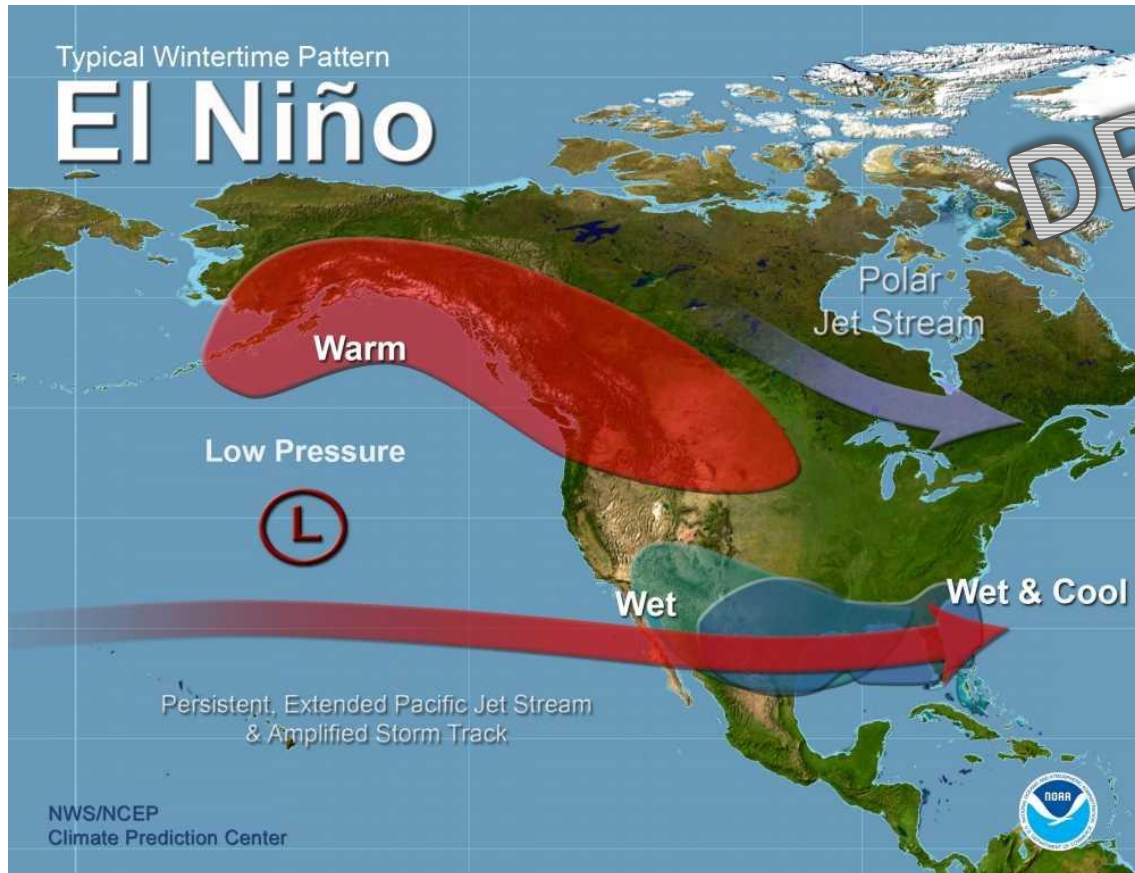 Typical Wintertime Pattern
El Niño
Polar
Jet Stream
Warm
Low Pressure
L
Wet
Wet & Cool
Persistent, Extended Pacific Jet Stream
& Amplified Storm Track
NWS/NCEP
Climate Prediction Center
NOAA